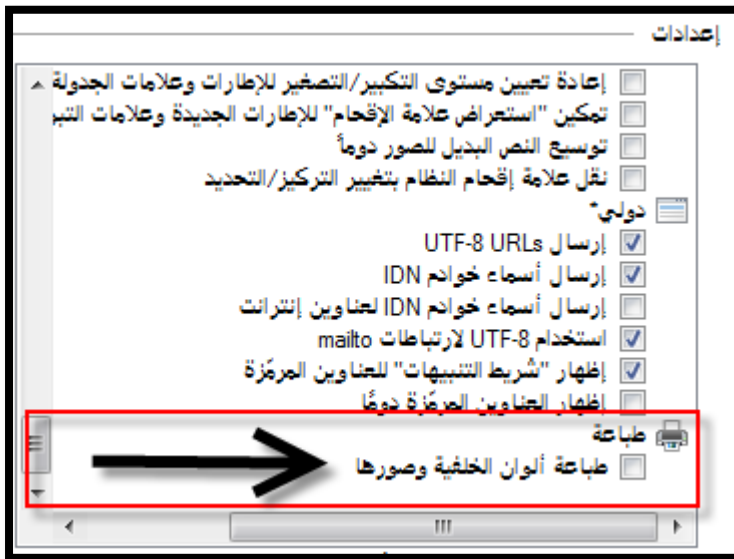 إعدادات
إعادة تعيين مستوى التكبير/التصغير للإطارات وعلامات الجدولة
تمكين "استعراض علامة الإقحام" للإطارات الجديدة وعلامات
توسيع النص البديل للصور دوماً
نقل علامة إقحام النظام بتغيير التركيز/التحديد
دولي*
إرسال UTF-8 URLs
إرسال أسماء خوادم IDN
إرسال أسماء خوادم IDN لعناوين إنترانت
استخدام UTF-8 لارتباطات mailto
إظهار "شريط التنبيهات" للعناوين المرمّزة
إظهار العناوين المرمّزة دومًا
طباعة
طباعة ألوان الخلفية وصورها